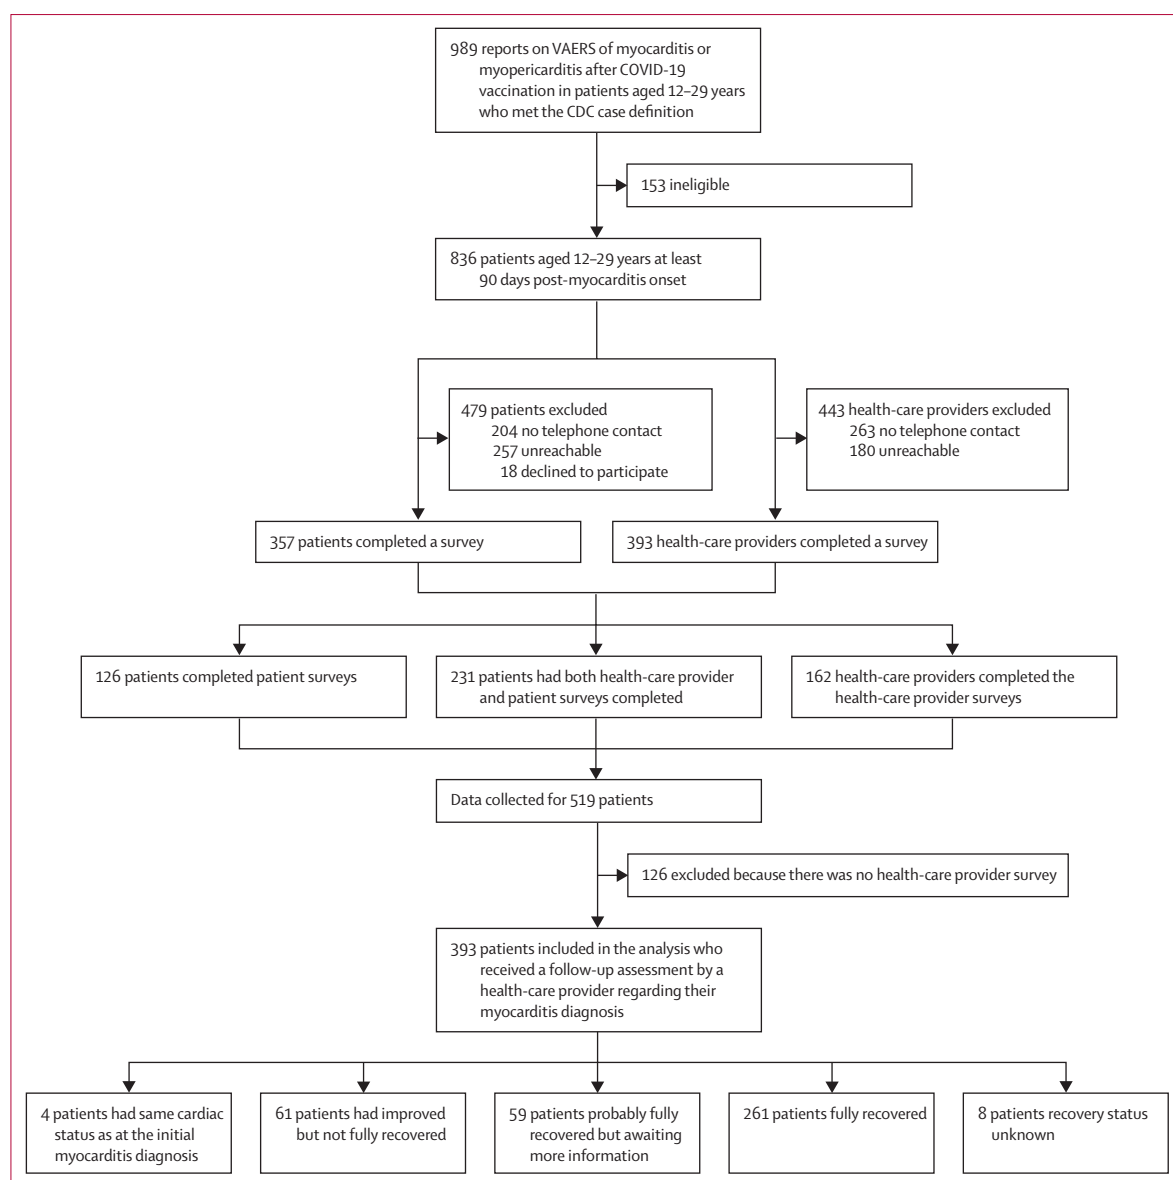 989 reports on VAERS of myocarditis or
myopericarditis after COVID-19
vaccination in patients aged 12–29 years
who met the CDC case definition
153 ineligible
836 patients aged 12–29 years at least
90 days post-myocarditis onset
479 patients excluded
204 no telephone contact
257 unreachable
18 declined to participate
443 health-care providers excluded
263 no telephone contact
180 unreachable
357 patients completed a survey
393 health-care providers completed a survey
126 patients completed patient surveys
231 patients had both health-care provider
and patient surveys completed
162 health-care providers completed the
health-care provider surveys
Data collected for 519 patients
126 excluded because there was no health-care provider survey
393 patients included in the analysis who
received a follow-up assessment by a
health-care provider regarding their
myocarditis diagnosis
4 patients had same cardiac
status as at the initial
myocarditis diagnosis
61 patients had improved
but not fully recovered
59 patients probably fully
recovered but awaiting
more information
261 patients fully recovered
8 patients recovery status
unknown